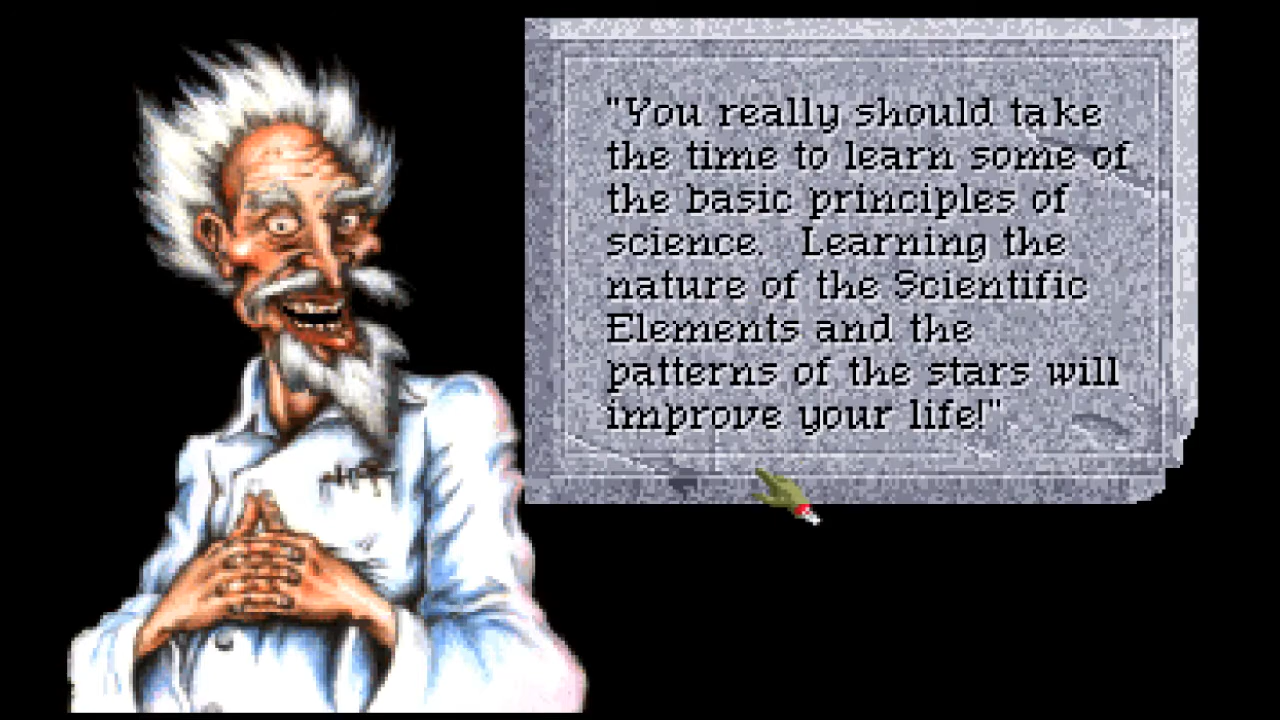 "You really should take
the time to learn some of
the basic principles of
science.  Learning the
nature of the Scientific
Elements and the
patterns of the stars will
improve your life!"